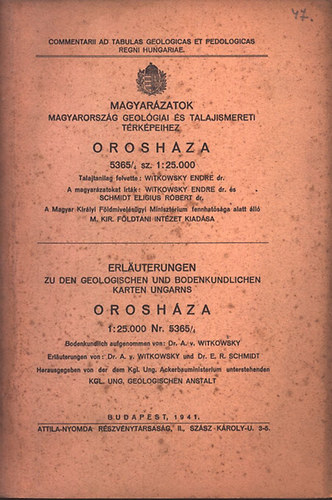 47.
COMMENTARII AD TABULAS GEOLOGICAS ET PEDOLOGICAS
REGNI HUNGARIAE.
MAGYARÁZATOK
MAGYARORSZÁG GEOLÓGIAI ÉS TALAJISMERETI
TÉRKÉPEIHEZ
OROSHÁZA
5365/, sz. 1:25.000
Talajtanilag felvette: WITKOWSKY ENDRE dr.
A magyarázatokat írták: WITKOWSKY ENDRE dr. és
SCHMIDT ELIGIUS RÓBERT dr.
A Magyar Királyi Földmívelésügyi Minisztérium fennhatósága alatt álló
M. KIR. FÖLDTANI INTÉZET KIADÁSA
ERLÄUTERUNGEN
ZU DEN GEOLOGISCHEN UND BODENKUNDLICHEN
KARTEN UNGARNS
OROSHÁZA
1:25.000 Nr. 5365/,
Bodenkundlich aufgenommen von: Dr. A. v. WITKOWSKY
Erläuterungen von: Dr. A. v. WITKOWSKY und Dr. E. R. SCHMIDT
Herausgegeben von der dem Kgl. Ung. Ackerbauministerium unterstehenden
KGL. UNG. GEOLOGISCHEN ANSTALT
BUDAPEST, 1941.
ATTILA-NYOMDA RÉSZVÉNYTÁRSASÁG, II., SZÁSZ-KÁROLY-U. 3-5.